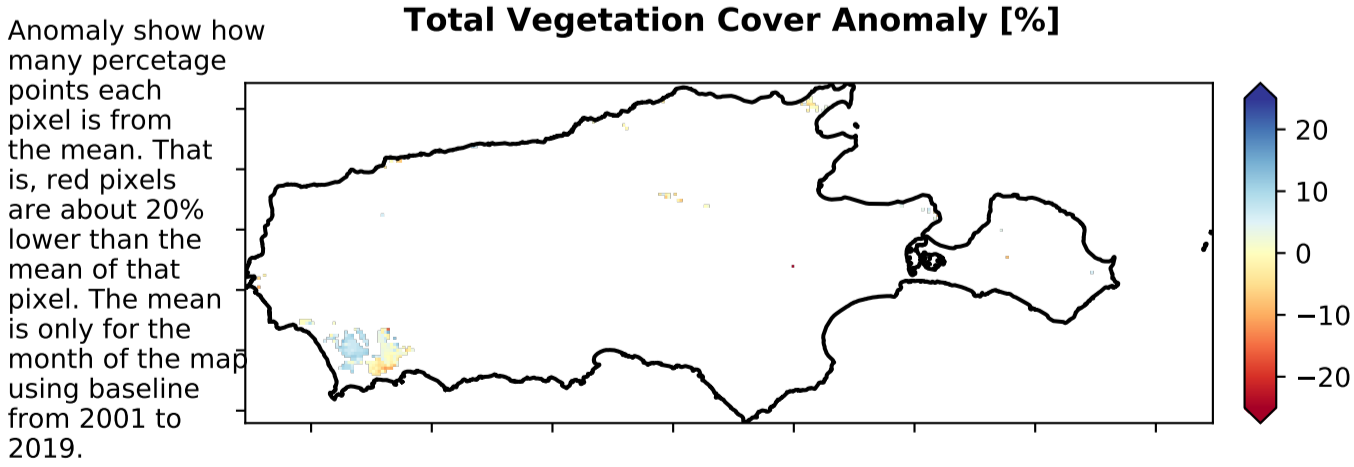 Total Vegetation Cover Anomaly [%]
Anomaly show how
many percetage
points each
pixel is from
the mean. That
is, red pixels
are about 20%
lower than the
mean of that
pixel. The mean
is only for the
month of the map
using baseline
from 2001 to
2019.
20
10
0
−10
−20